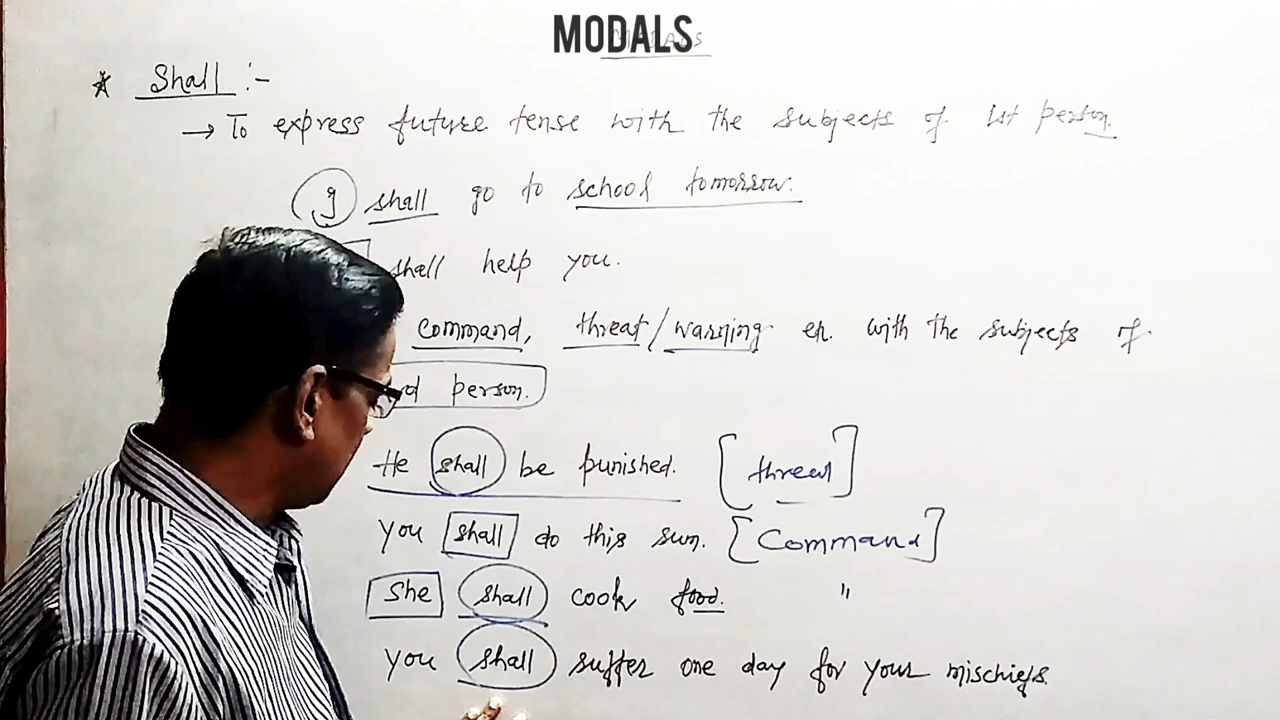 MODALS
★ Shall :-
→ To express future tense with the subjects of 1st person.
I shall go to school tomorrow.
shall help you.
command, threat/warning etc. with the subjects of
person.
He shall be punished. [threat]
You shall do this sum. [Command]
She shall cook food. "
You shall suffer one day for your mischiefs.